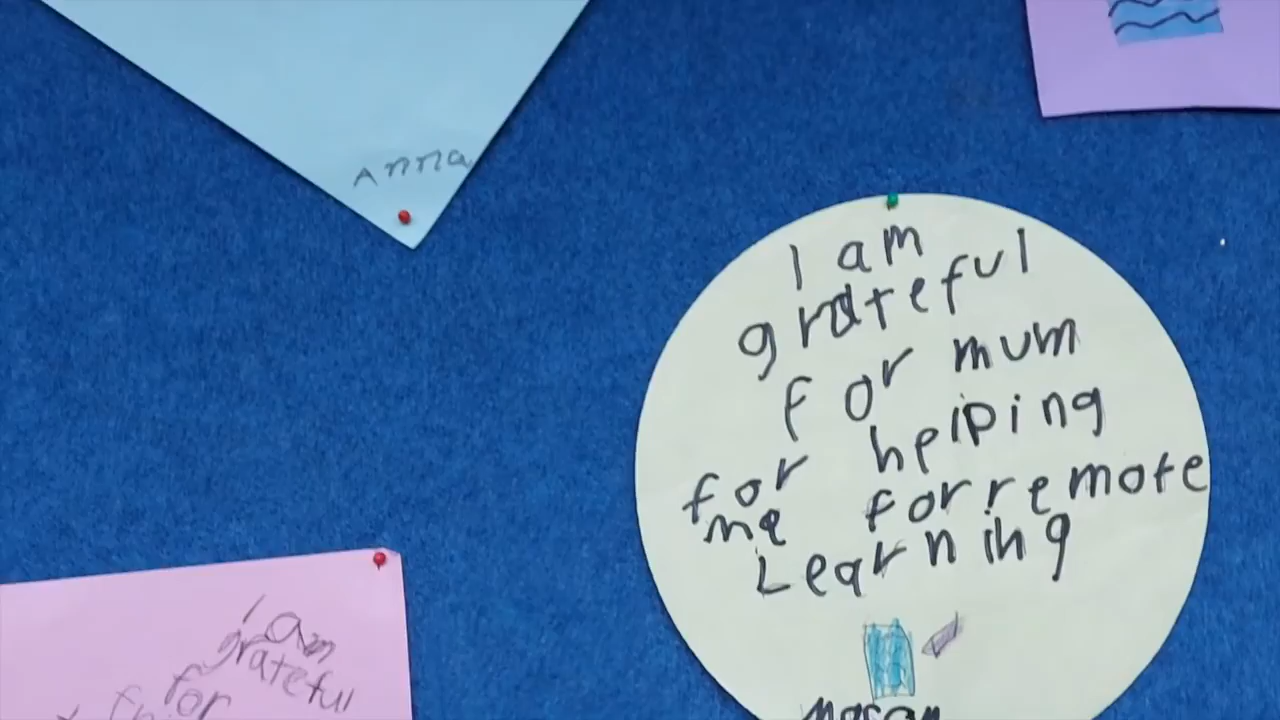 Anna
I am
grateful
for mum
for helping
me for remote
Learning
i am
grateful
for